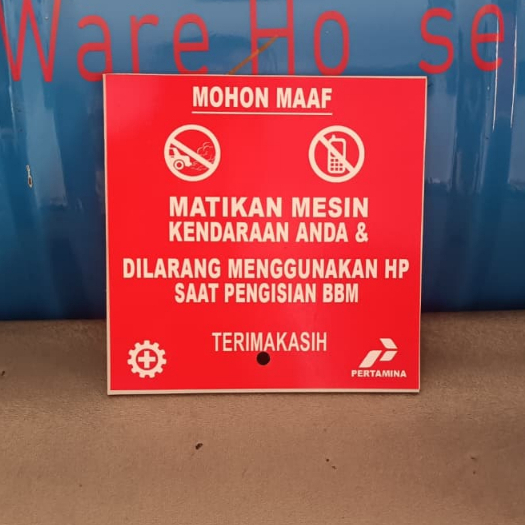 Ware Ho se
MOHON MAAF
MATIKAN MESIN
KENDARAAN ANDA &
DILARANG MENGGUNAKAN HP
SAAT PENGISIAN BBM
TERIMAKASIH
PERTAMINA